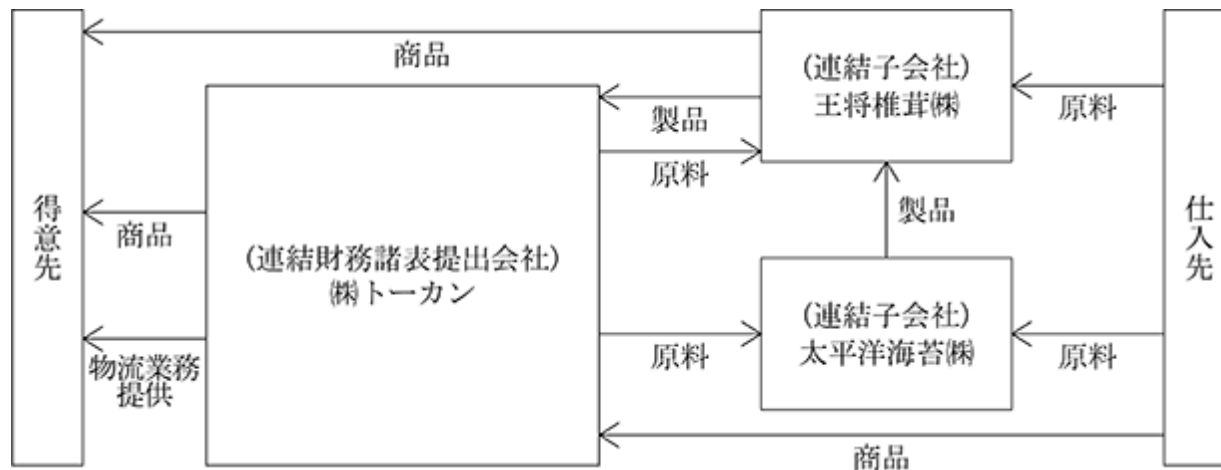 得意先
商品
(連結子会社)
王将椎茸㈱
原料
製品
原料
商品
(連結財務諸表提出会社)
㈱トーカン
製品
仕入先
(連結子会社)
太平洋海苔㈱
原料
原料
物流業務
提供
商品